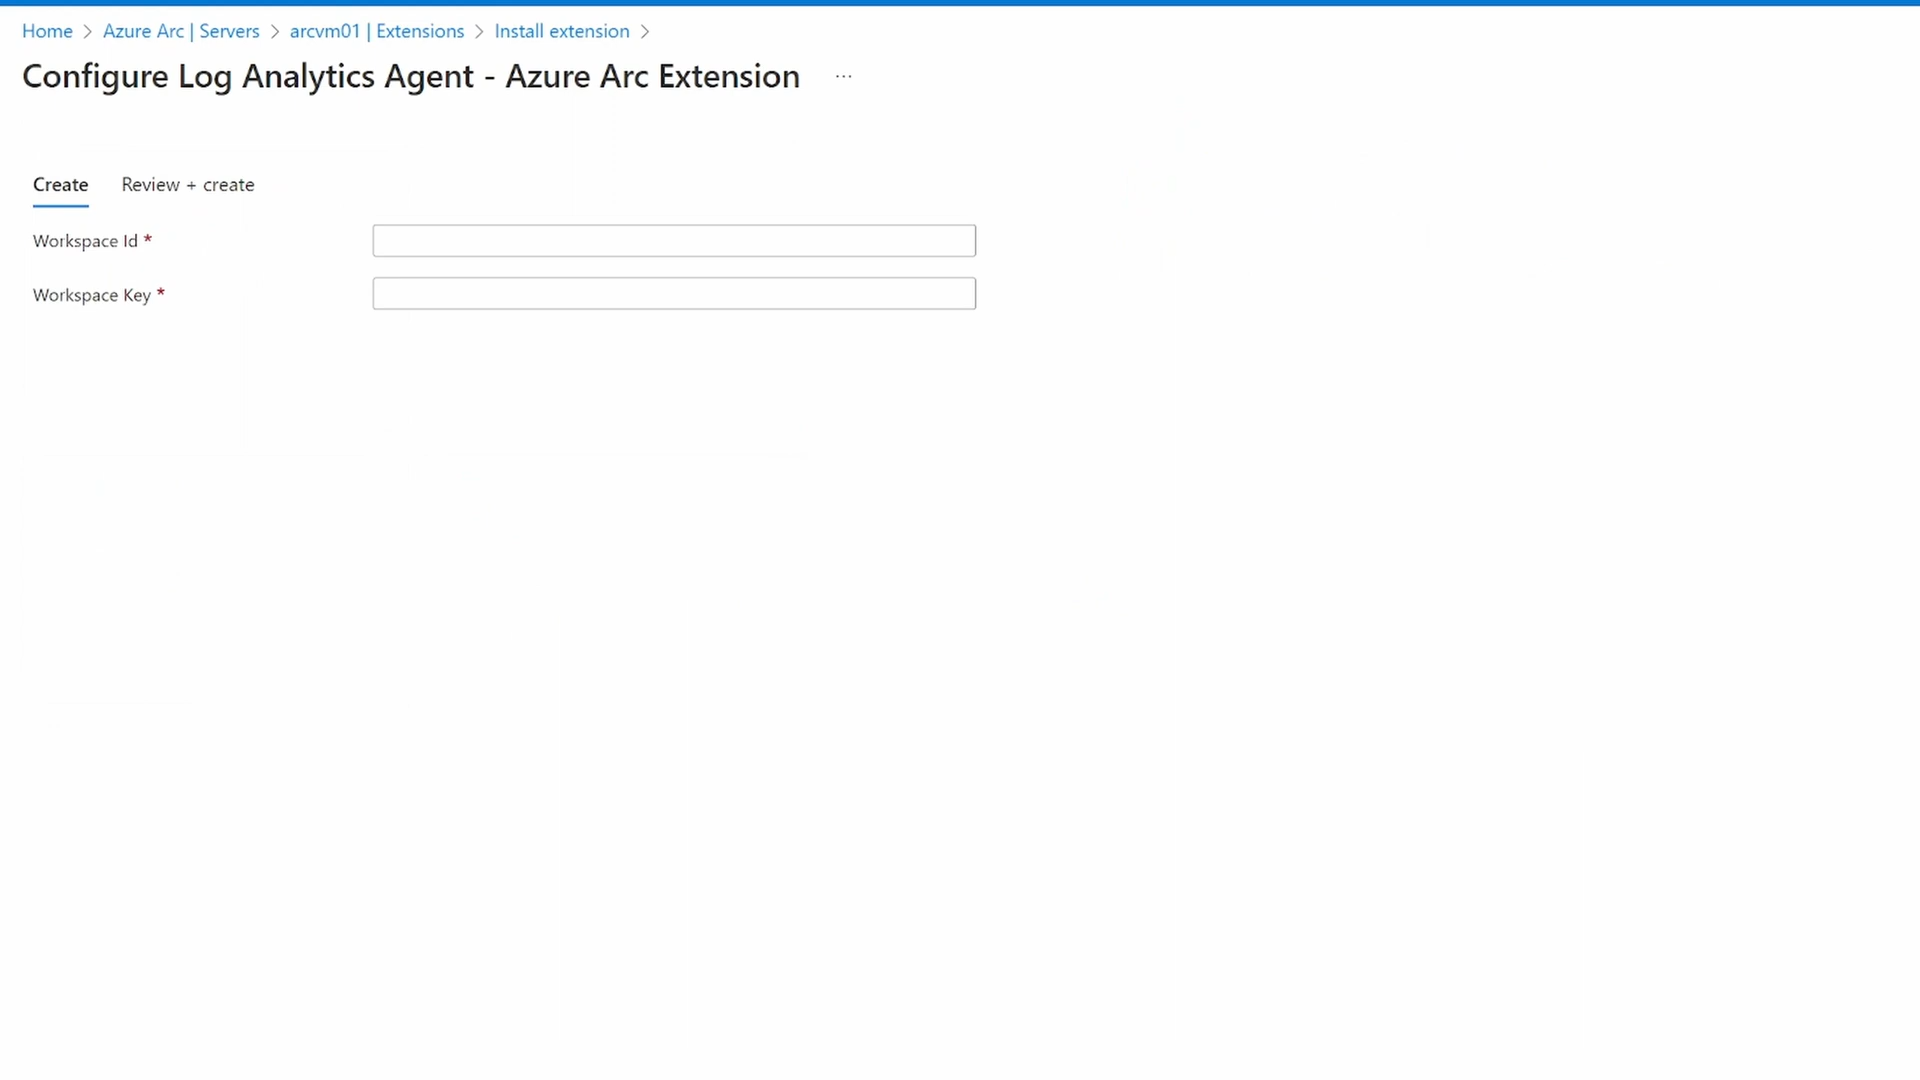 Home > Azure Arc | Servers > arcvm01 | Extensions > Install extension >
Configure Log Analytics Agent - Azure Arc Extension ...
Create Review + create
Workspace Id *
Workspace Key *